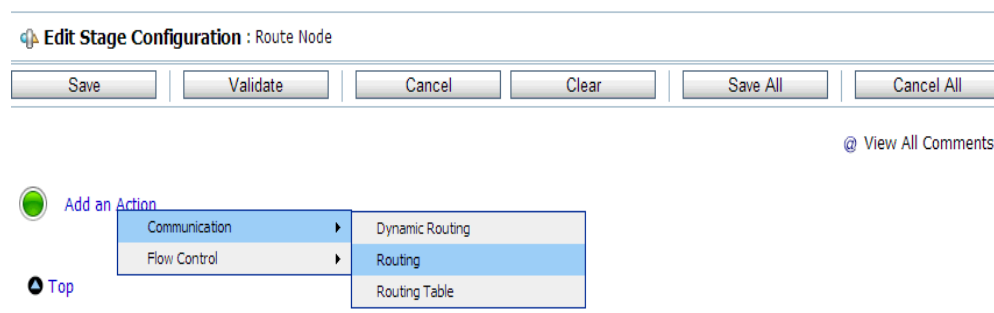 Edit Stage Configuration : Route Node
Save Validate Cancel Clear Save All Cancel All
@ View All Comments
Add an Action
Communication
Flow Control
Dynamic Routing
Routing
Routing Table
Top